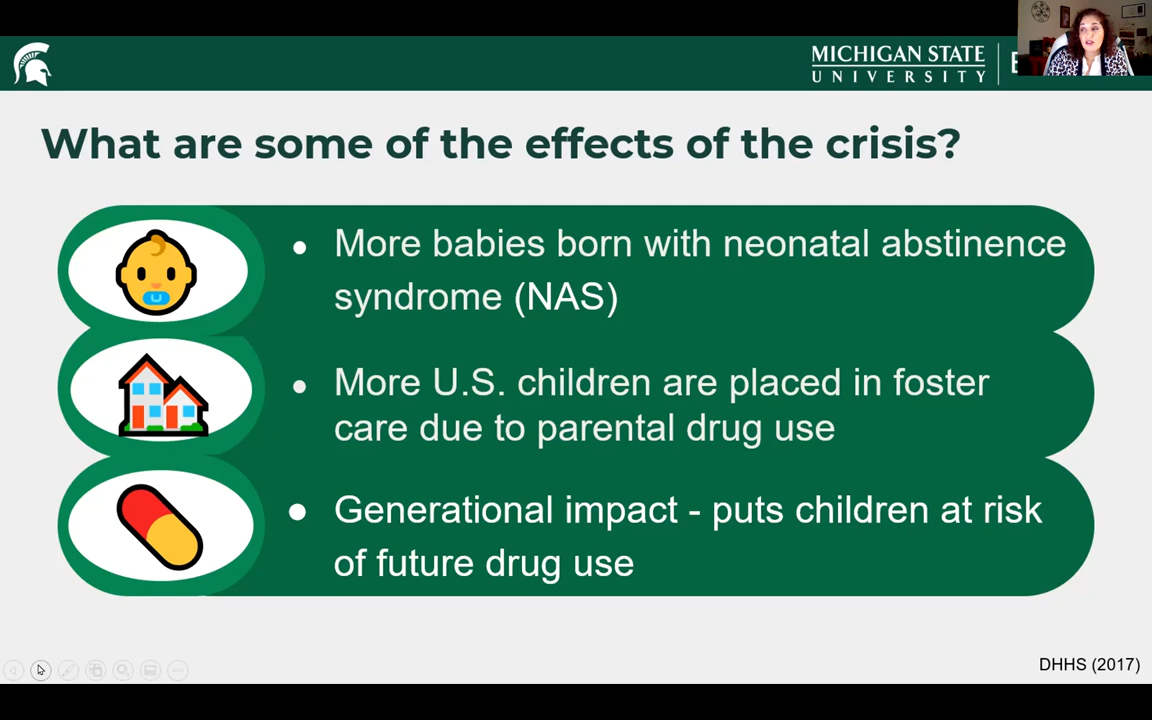 MICHIGAN STATE
UNIVERSITY
What are some of the effects of the crisis?
• More babies born with neonatal abstinence
syndrome (NAS)
• More U.S. children are placed in foster
care due to parental drug use
• Generational impact - puts children at risk
of future drug use
DHHS (2017)